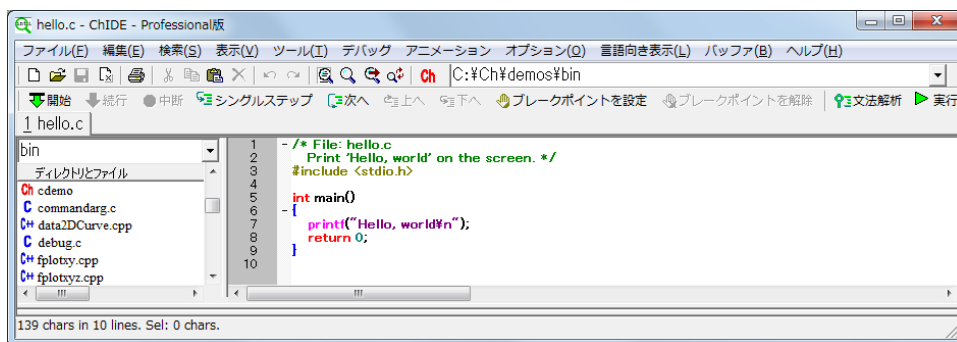 hello.c - ChIDE - Professional版
ファイル(F) 編集(E) 検索(S) 表示(V) ツール(T) デバッグ アニメーション オプション(O) 言語向き表示(L) バッファ(B) ヘルプ(H)
Ch C:¥Ch¥demos¥bin
開始 続行 中断 シングルステップ 次へ 上へ 下へ ブレークポイントを設定 ブレークポイントを解除 文法解析 実行
1 hello.c
bin
ディレクトリとファイル
Ch cdemo
C commandarg.c
C++ data2DCurve.cpp
C debug.c
C++ fplotxy.cpp
C++ fplotxyz.cpp
1 - /* File: hello.c
2 Print 'Hello, world' on the screen. */
3 #include <stdio.h>
4
5 int main()
6 - {
7 printf("Hello, world¥n");
8 return 0;
9 }
10
139 chars in 10 lines. Sel: 0 chars.